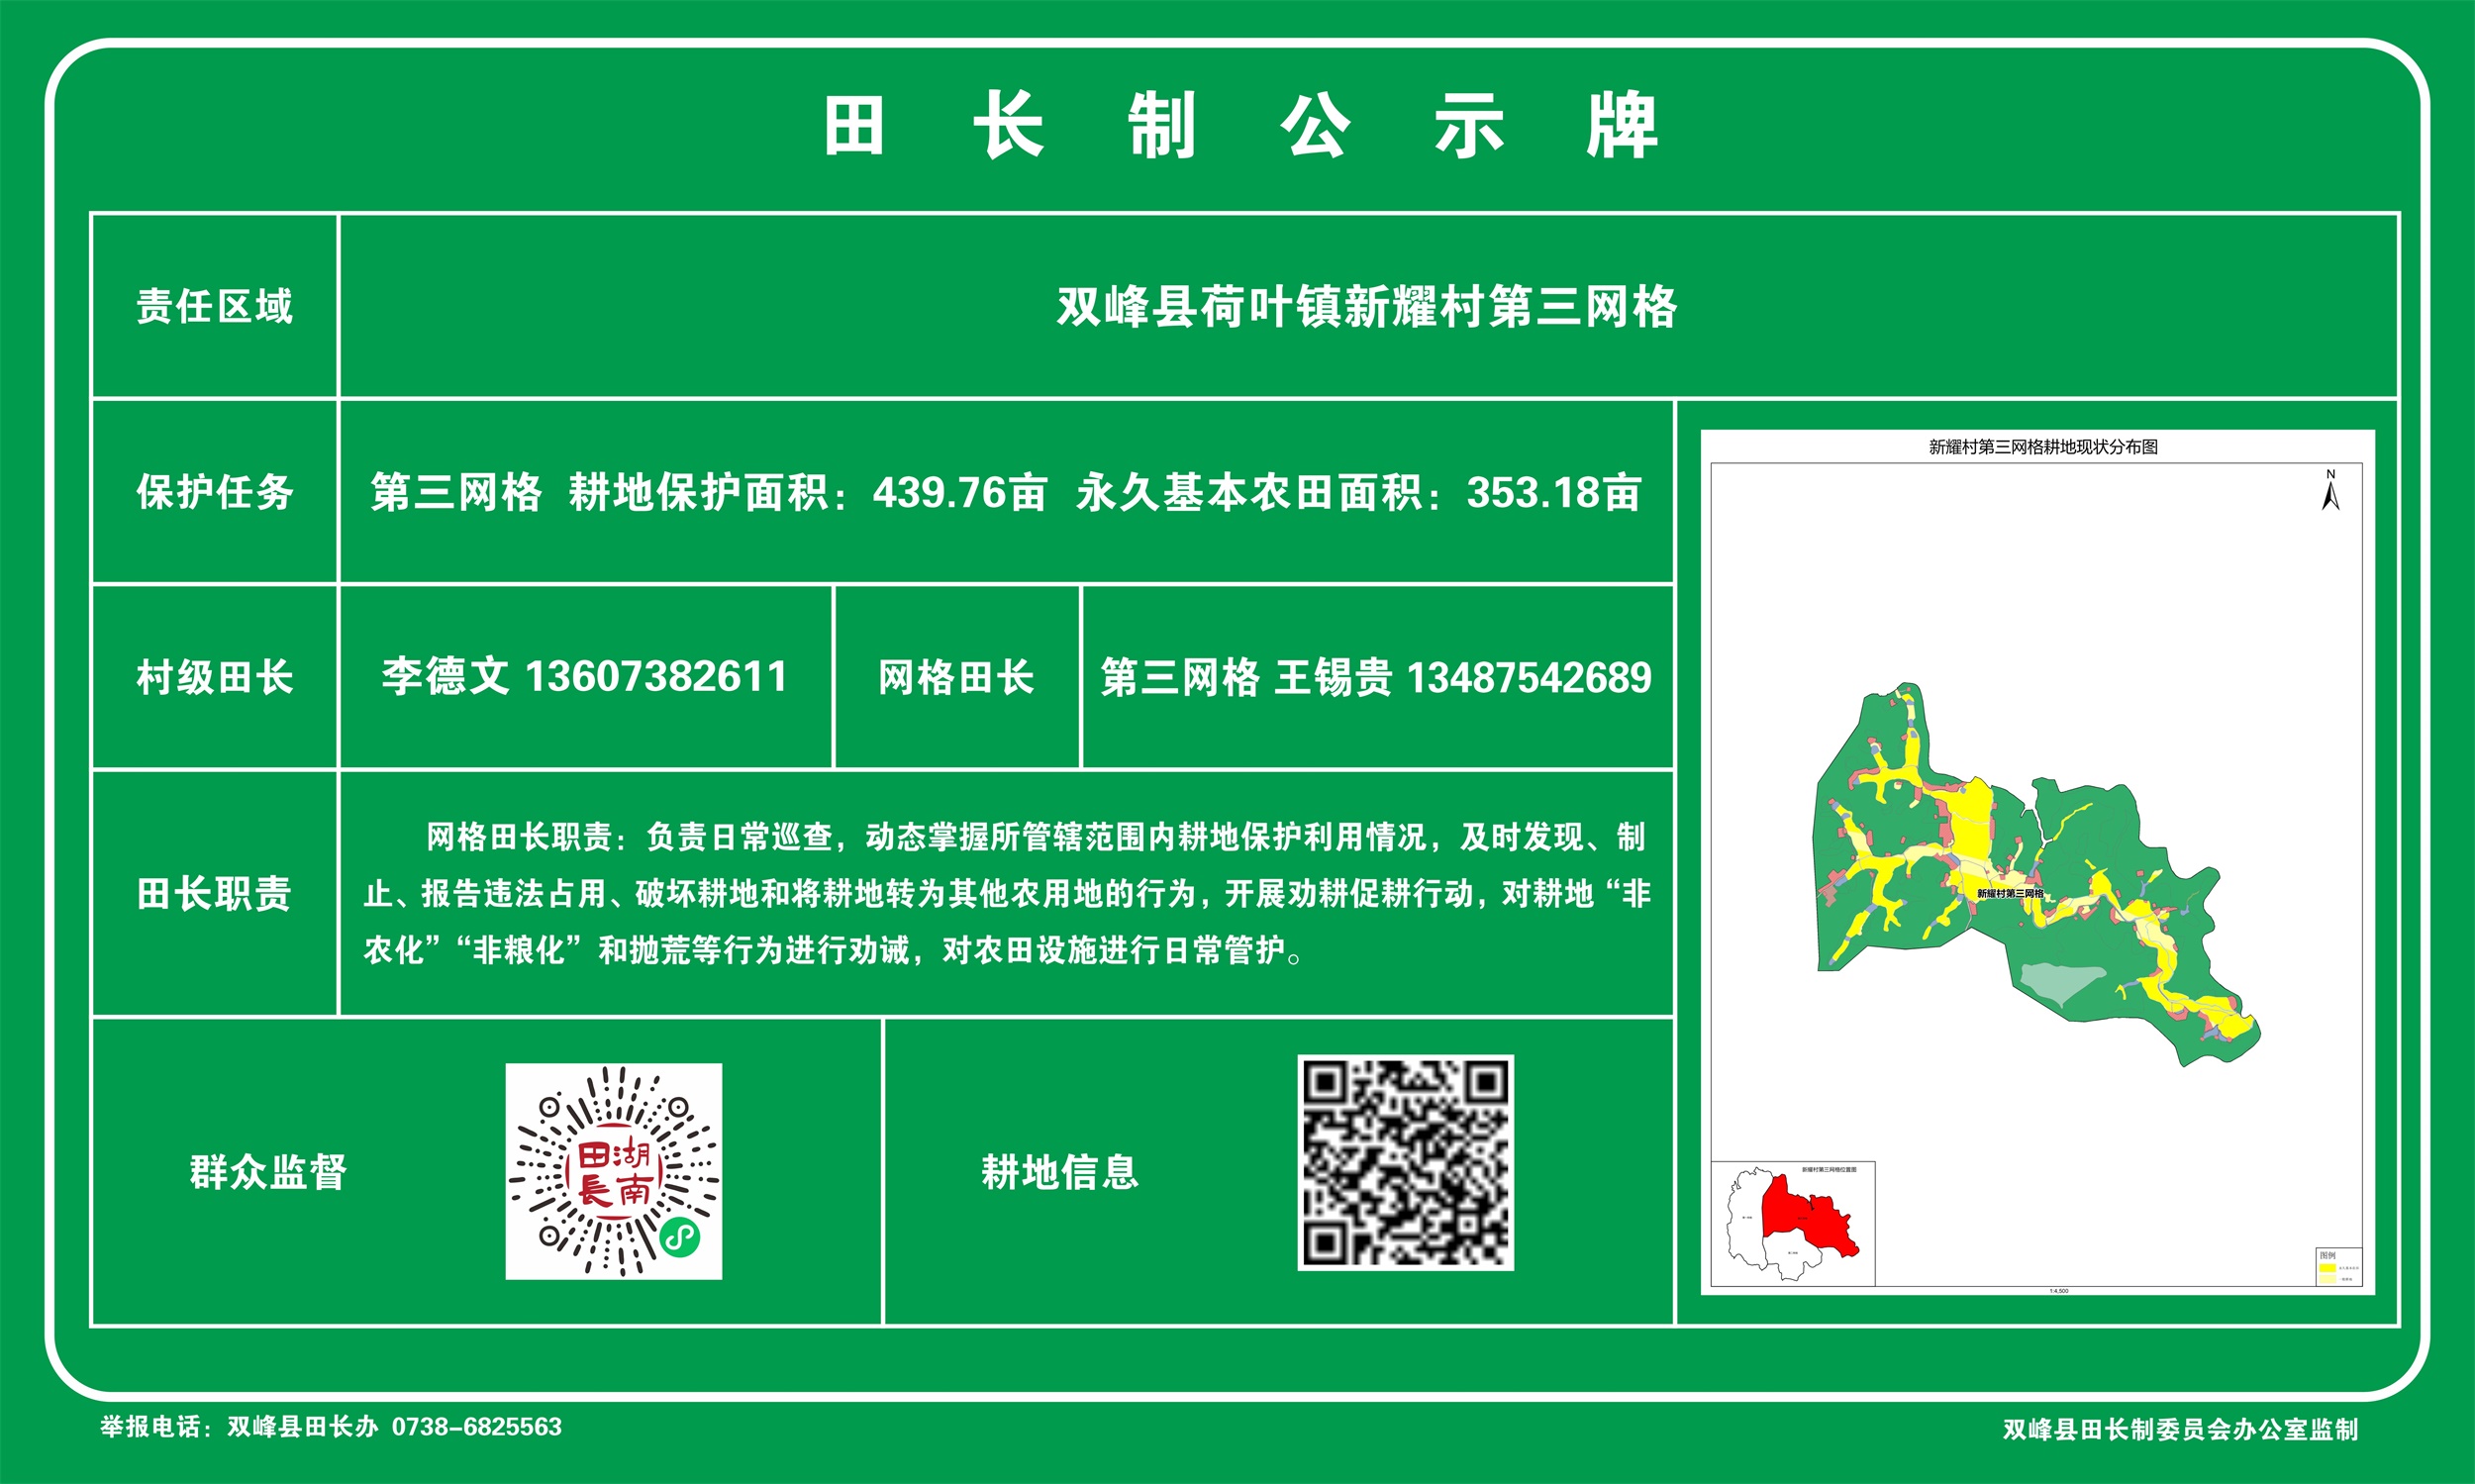 田长制公示牌
责任区域
双峰县荷叶镇新耀村第三网格
保护任务
第三网格 耕地保护面积：439.76亩 永久基本农田面积：353.18亩
村级田长
李德文 13607382611
网格田长
第三网格 王锡贵 13487542689
田长职责
网格田长职责：负责日常巡查，动态掌握所管辖范围内耕地保护利用情况，及时发现、制
止、报告违法占用、破坏耕地和将耕地转为其他农用地的行为，开展劝耕促耕行动，对耕地“非
农化”“非粮化”和抛荒等行为进行劝诫，对农田设施进行日常管护。
群众监督
湖南
田長
耕地信息
新耀村第三网格耕地现状分布图
N
新耀村第三网格
新耀村第三网格位置图
图例
1:4,500
举报电话：双峰县田长办 0738-6825563
双峰县田长制委员会办公室监制